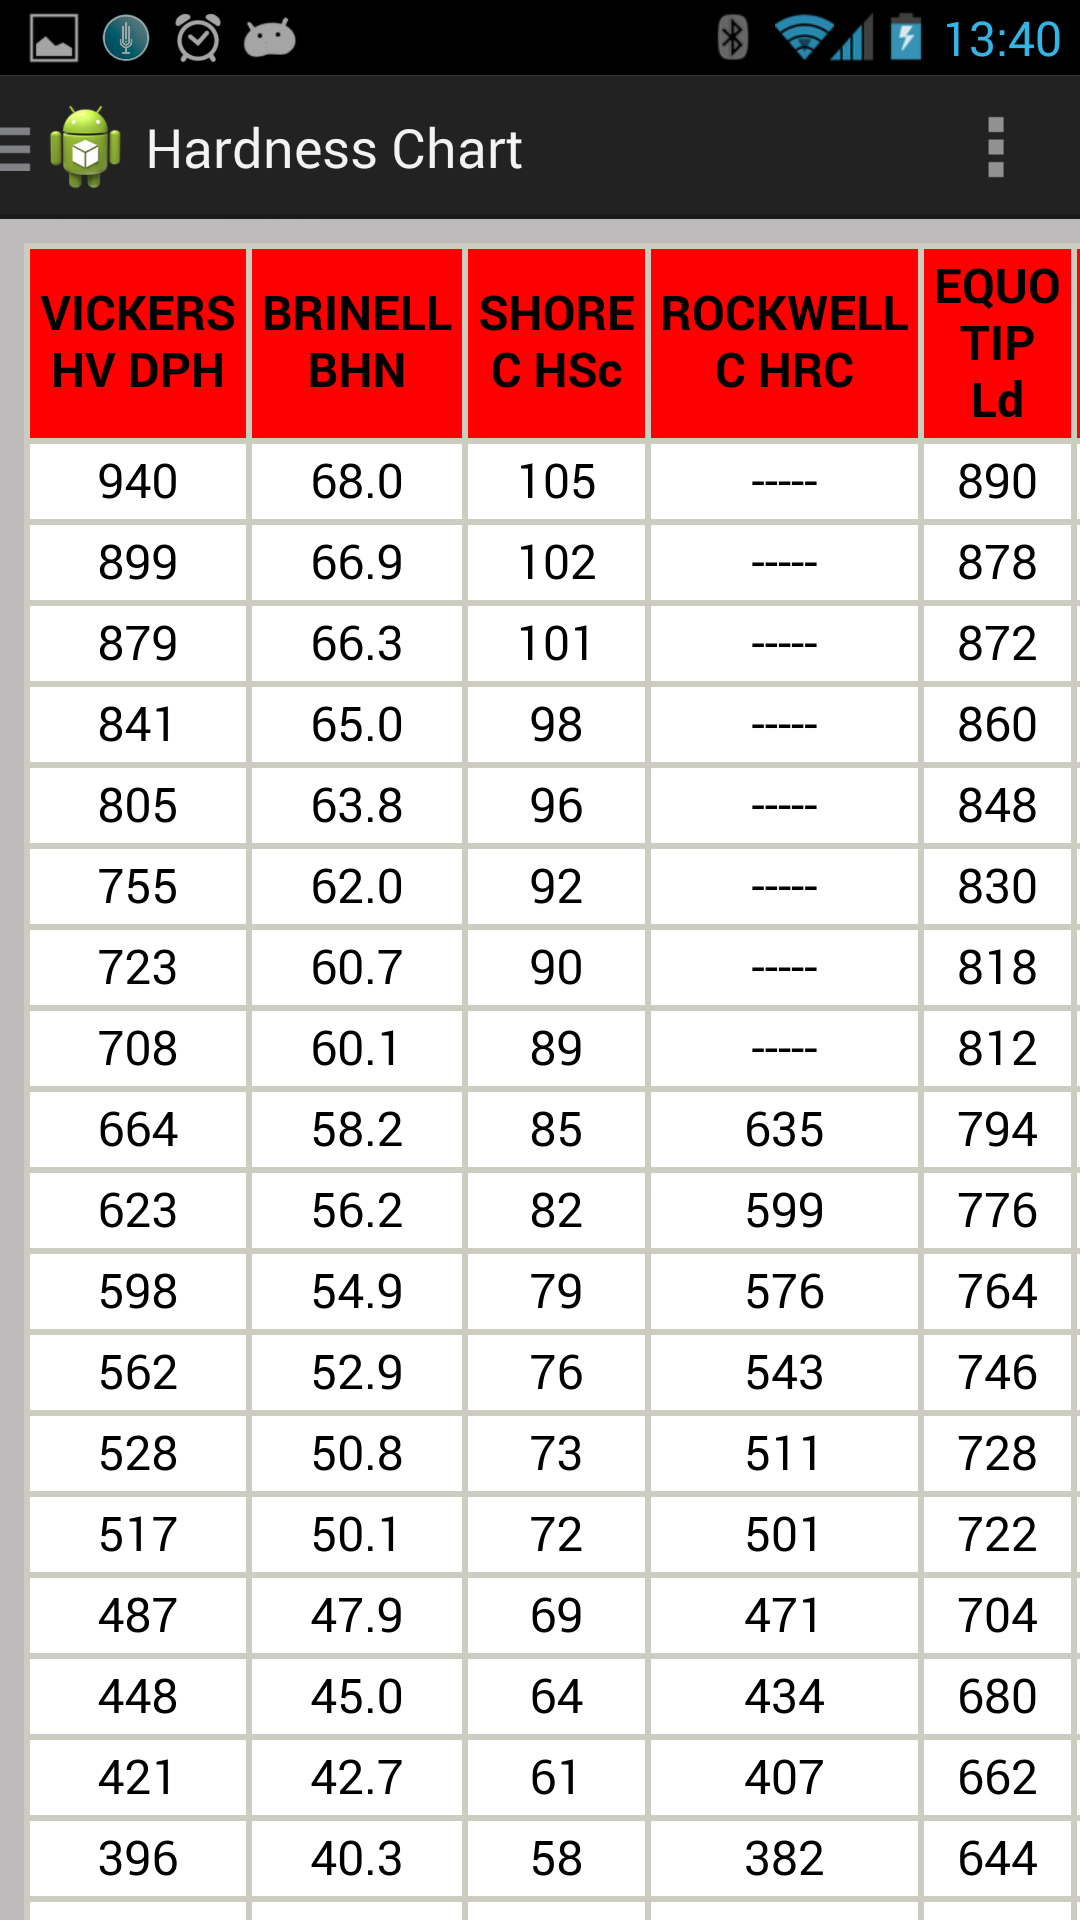 13:40
Hardness Chart
VICKERS HV DPH BRINELL BHN SHORE C HSc ROCKWELL C HRC EQUO TIP Ld
940 68.0 105 ----- 890
899 66.9 102 ----- 878
879 66.3 101 ----- 872
841 65.0 98 ----- 860
805 63.8 96 ----- 848
755 62.0 92 ----- 830
723 60.7 90 ----- 818
708 60.1 89 ----- 812
664 58.2 85 635 794
623 56.2 82 599 776
598 54.9 79 576 764
562 52.9 76 543 746
528 50.8 73 511 728
517 50.1 72 501 722
487 47.9 69 471 704
448 45.0 64 434 680
421 42.7 61 407 662
396 40.3 58 382 644